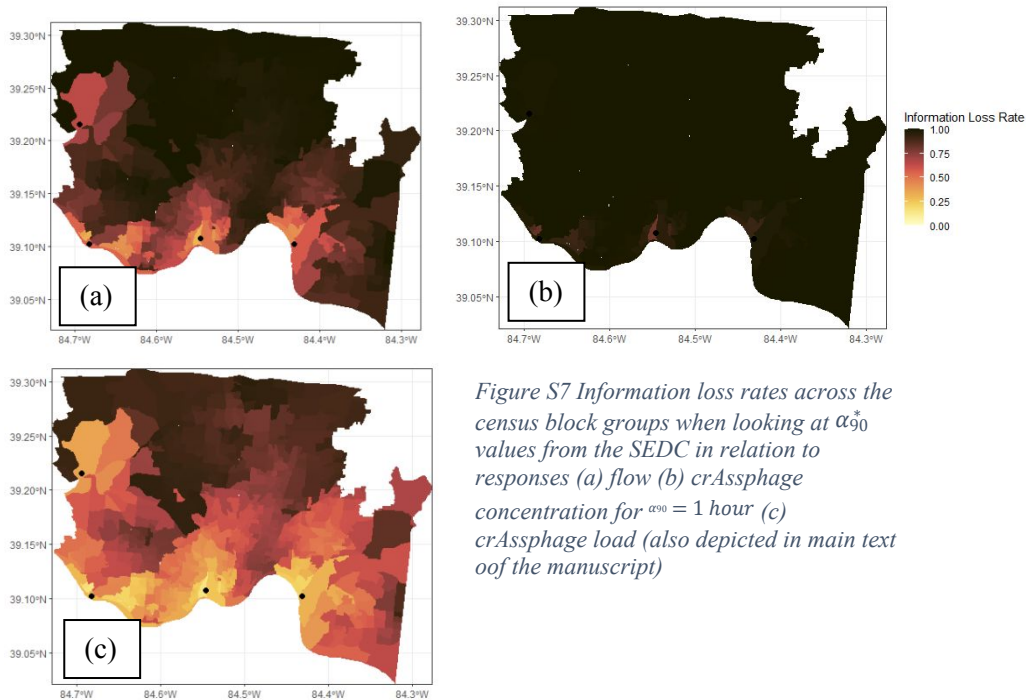 39.30°N
39.25°N
39.20°N
39.15°N
39.10°N
39.05°N
(a)
84.7°W 84.6°W 84.5°W 84.4°W 84.3°W
39.30°N
39.25°N
39.20°N
39.15°N
39.10°N
39.05°N
(b)
84.7°W 84.6°W 84.5°W 84.4°W 84.3°W
Information Loss Rate
1.00
0.75
0.50
0.25
0.00
39.30°N
39.25°N
39.20°N
39.15°N
39.10°N
39.05°N
(c)
84.7°W 84.6°W 84.5°W 84.4°W 84.3°W
Figure S7 Information loss rates across the
census block groups when looking at α*90
values from the SEDC in relation to
responses (a) flow (b) crAssphage
concentration for α90 = 1 hour (c)
crAssphage load (also depicted in main text
oof the manuscript)